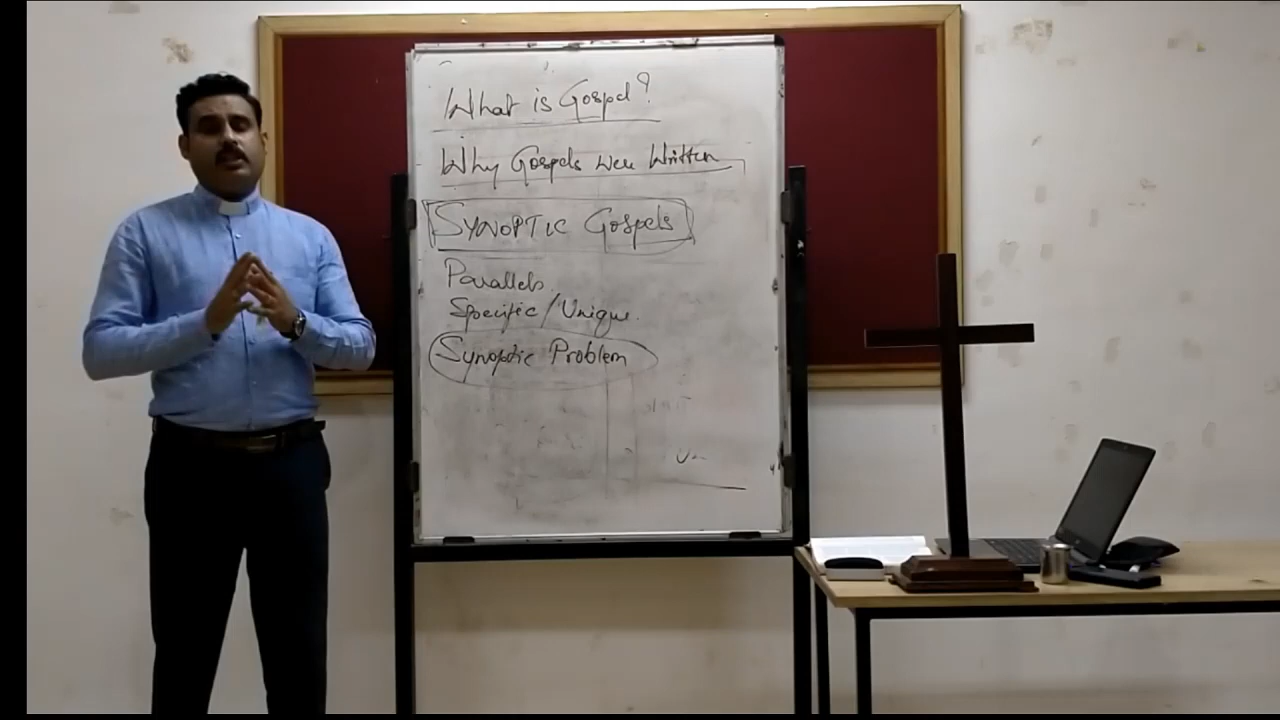 What is Gospel?
Why Gospels were Written
SYNOPTIC Gospels
Parallels.
Specific/Unique.
Synoptic Problem